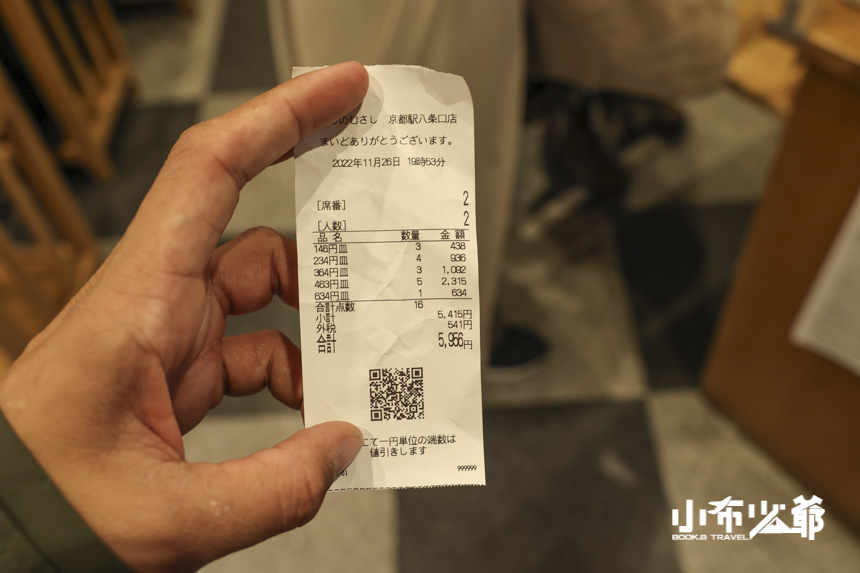 のむさし 京都駅八条口店
まいどありがとうございます。
2022年11月26日 19時53分
[席番] 2
[人数] 2
品名 数量 金額
146円皿 3 438
234円皿 4 936
364円皿 3 1,092
463円皿 5 2,315
634円皿 1 634
合計点数 16
小計 5,415円
外税 541円
合計 5,956円
にて一円単位の端数は
値引きします
999999
小布少爺
BOOK.S TRAVEL